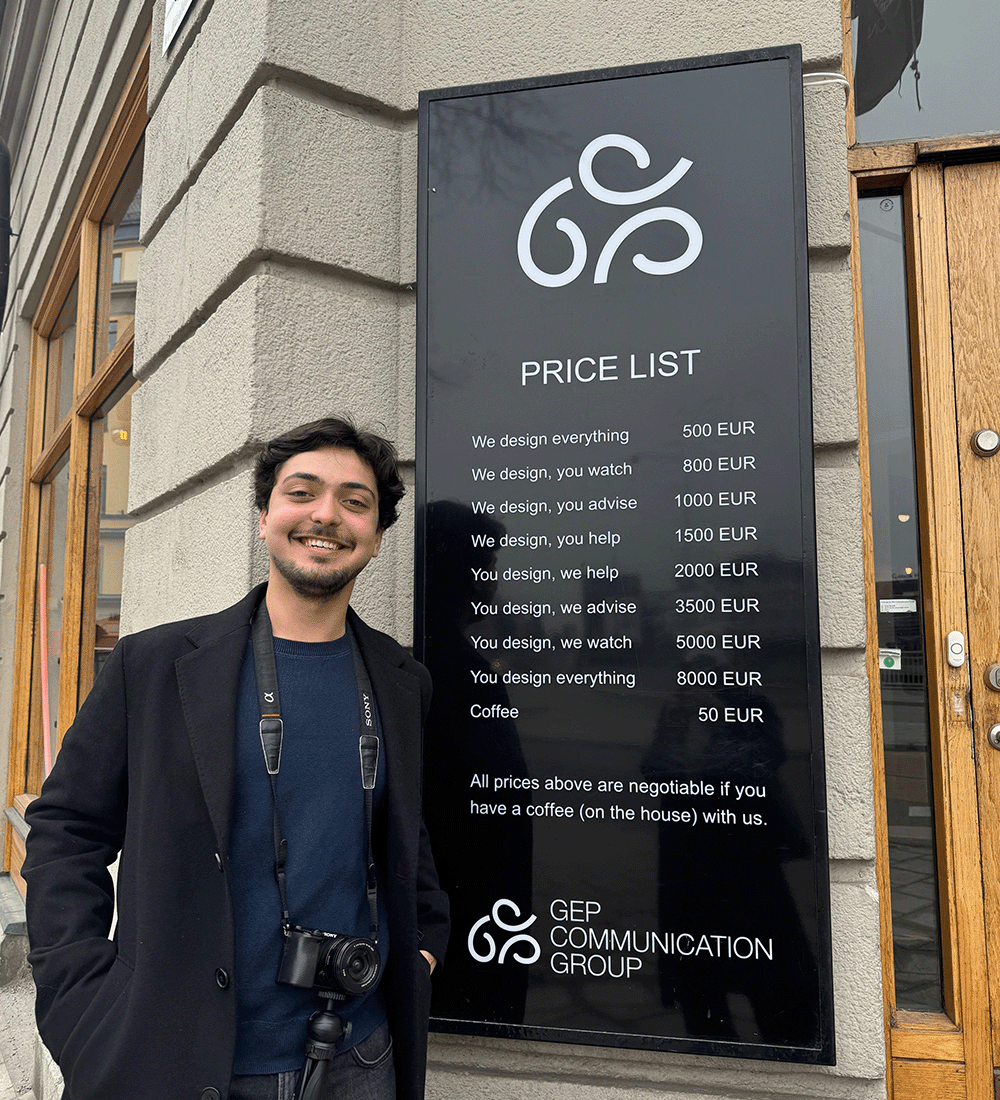 PRICE LIST
We design everything 500 EUR
We design, you watch 800 EUR
We design, you advise 1000 EUR
We design, you help 1500 EUR
You design, we help 2000 EUR
You design, we advise 3500 EUR
You design, we watch 5000 EUR
You design everything 8000 EUR
Coffee 50 EUR
All prices above are negotiable if you
have a coffee (on the house) with us.
GEP
COMMUNICATION
GROUP
α SONY
SONY